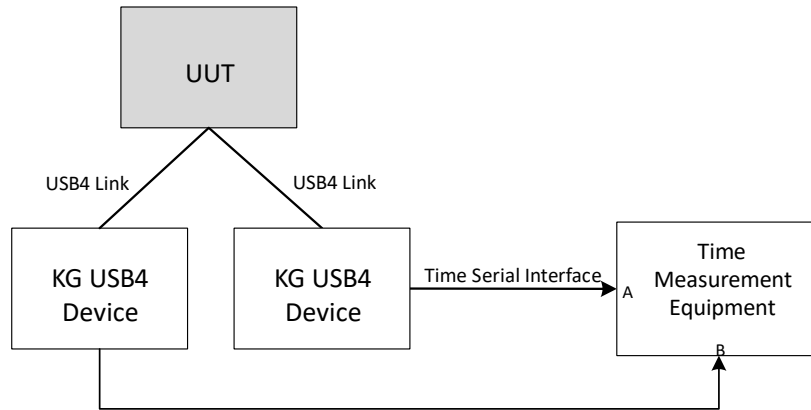 UUT
USB4 Link
USB4 Link
KG USB4
Device
KG USB4
Device
Time Serial Interface
A
Time
Measurement
Equipment
B